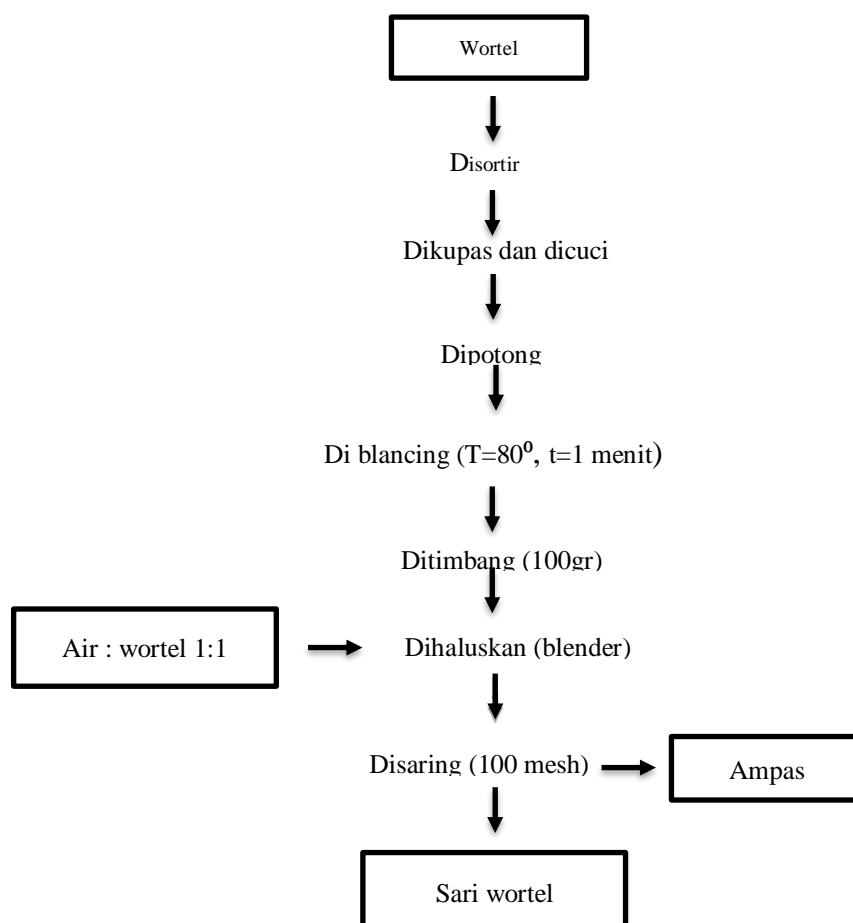 Wortel
Disortir
Dikupas dan dicuci
Dipotong
Di blancing (T=80⁰, t=1 menit)
Ditimbang (100gr)
Air : wortel 1:1
Dihaluskan (blender)
Disaring (100 mesh)
Ampas
Sari wortel